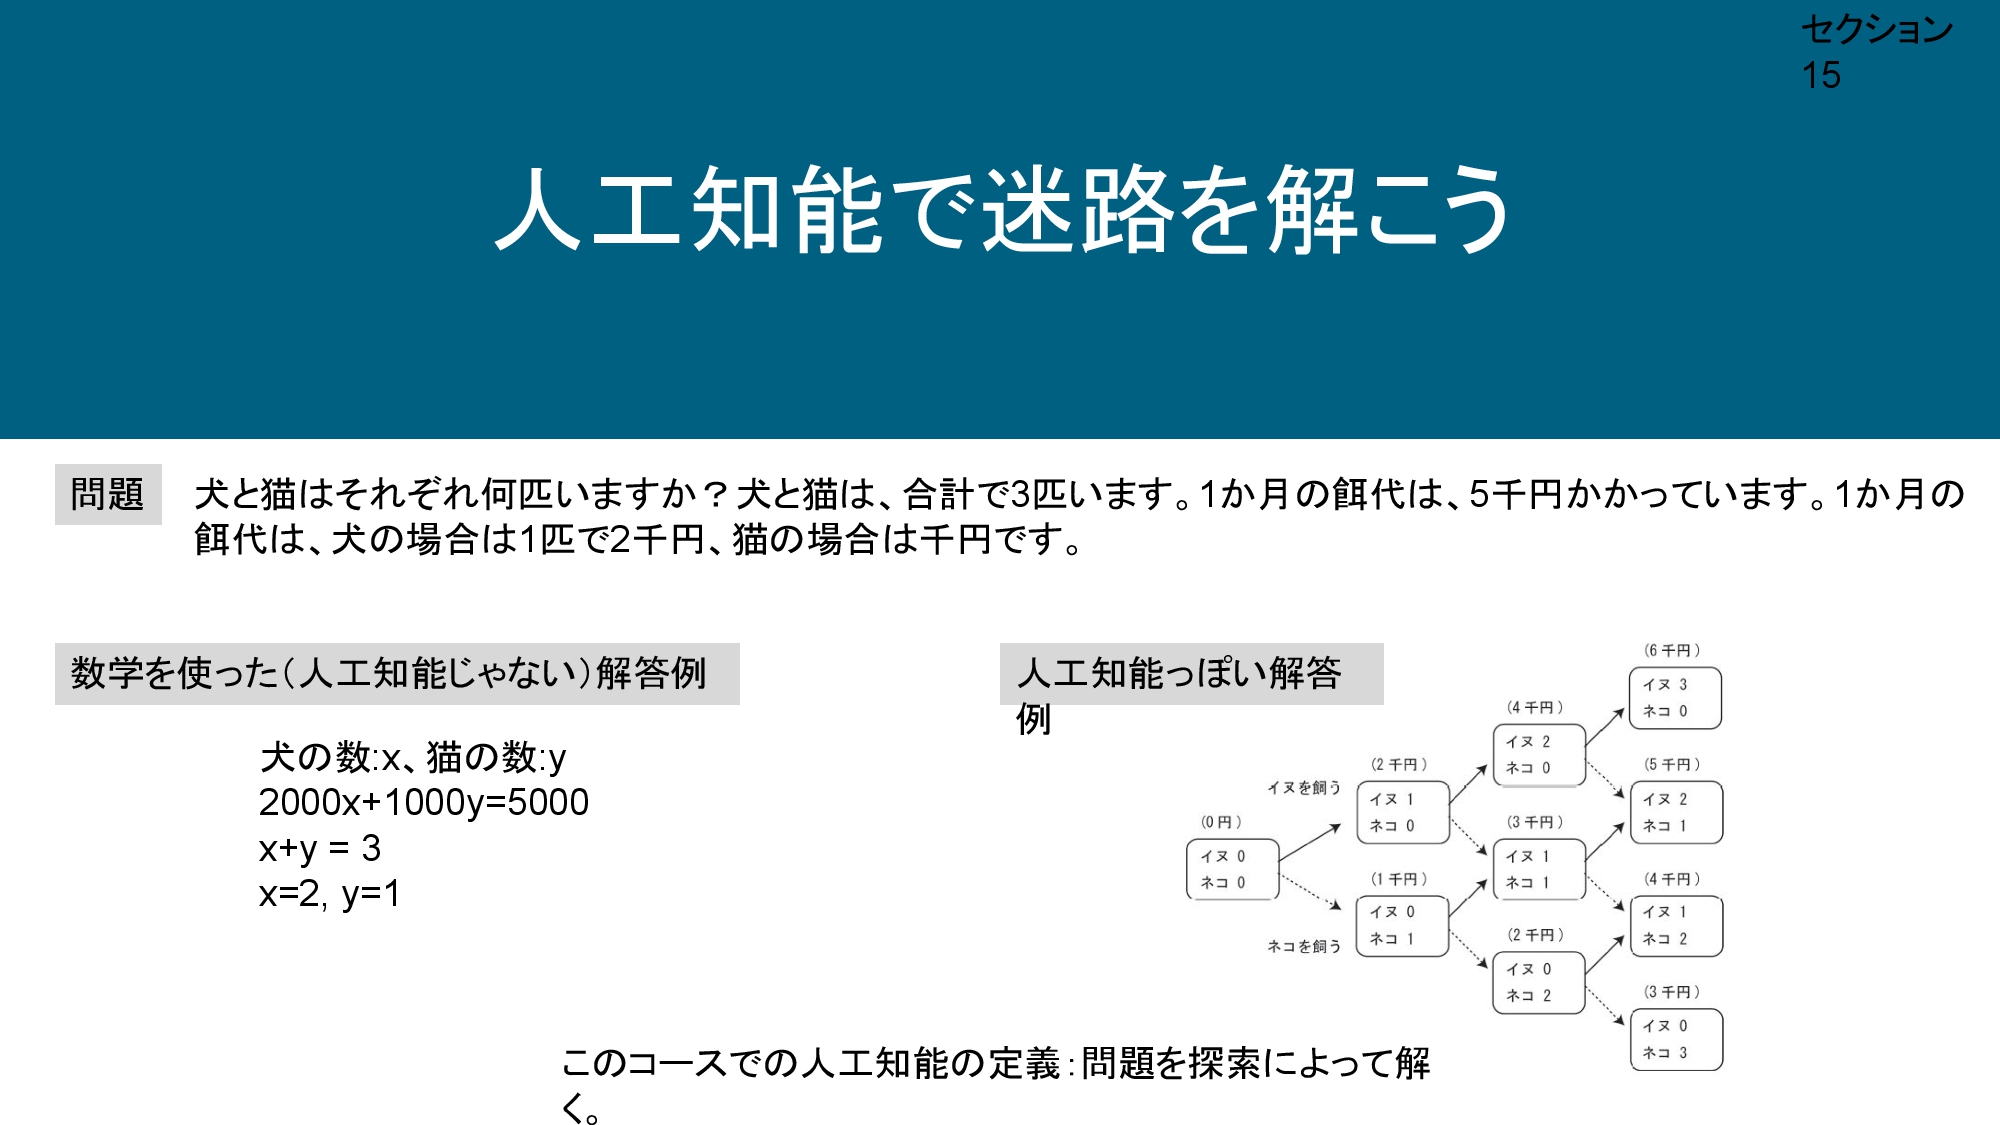 セクション
15
人工知能で迷路を解こう
問題
犬と猫はそれぞれ何匹いますか？犬と猫は、合計で3匹います。1か月の餌代は、5千円かかっています。1か月の
餌代は、犬の場合は1匹で2千円、猫の場合は千円です。
数学を使った（人工知能じゃない）解答例
犬の数:x、猫の数:y
2000x+1000y=5000
x+y = 3
x=2, y=1
人工知能っぽい解答
例
（0円）
イヌ 0
ネコ 0
イヌを飼う
ネコを飼う
（2千円）
イヌ 1
ネコ 0
（1千円）
イヌ 0
ネコ 1
（4千円）
イヌ 2
ネコ 0
（3千円）
イヌ 1
ネコ 1
（2千円）
イヌ 0
ネコ 2
（6千円）
イヌ 3
ネコ 0
（5千円）
イヌ 2
ネコ 1
（4千円）
イヌ 1
ネコ 2
（3千円）
イヌ 0
ネコ 3
このコースでの人工知能の定義：問題を探索によって解
く。